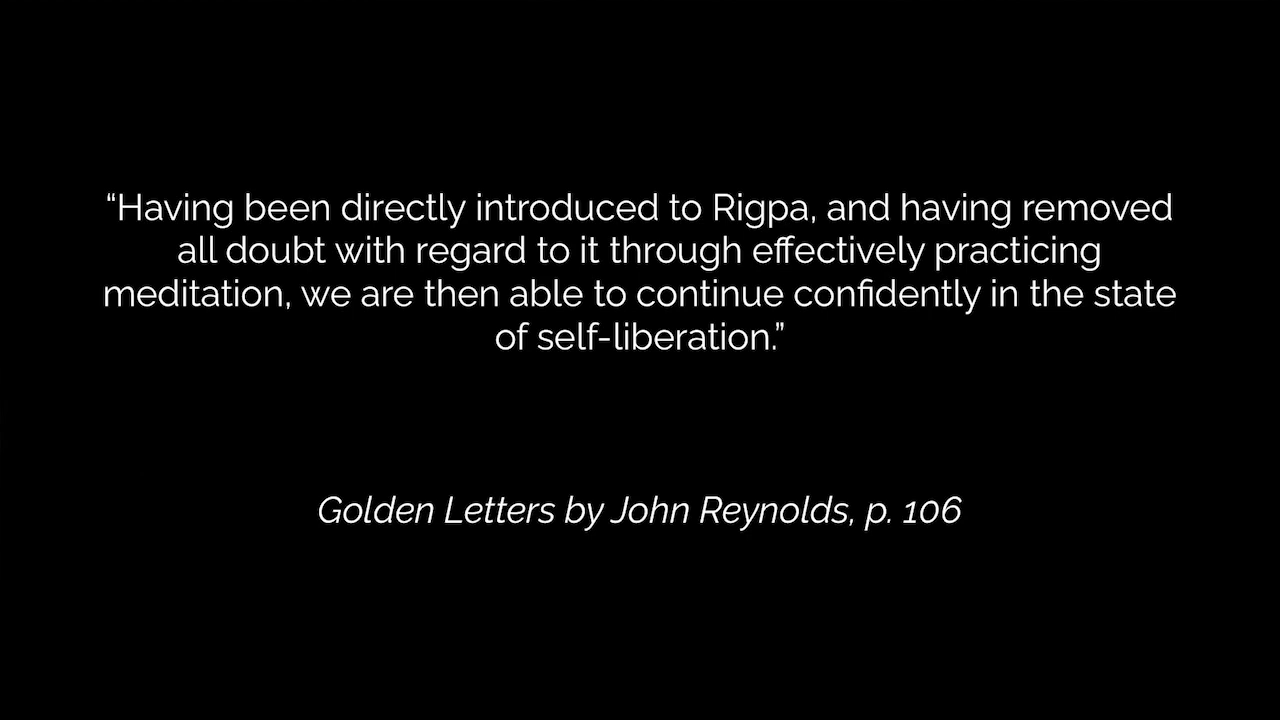 “Having been directly introduced to Rigpa, and having removed
all doubt with regard to it through effectively practicing
meditation, we are then able to continue confidently in the state
of self-liberation.”
Golden Letters by John Reynolds, p. 106